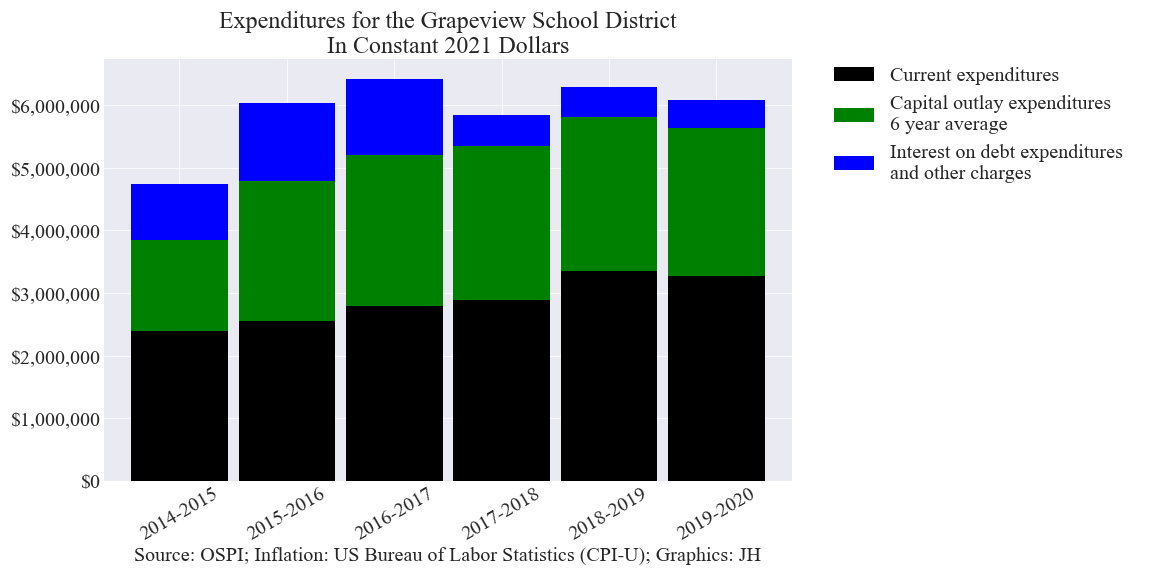 Expenditures for the Grapeview School District
In Constant 2021 Dollars
$6,000,000
$5,000,000
$4,000,000
$3,000,000
$2,000,000
$1,000,000
$0
2014-2015
2015-2016
2016-2017
2017-2018
2018-2019
2019-2020
Source: OSPI; Inflation: US Bureau of Labor Statistics (CPI-U); Graphics: JH
Current expenditures
Capital outlay expenditures
6 year average
Interest on debt expenditures
and other charges